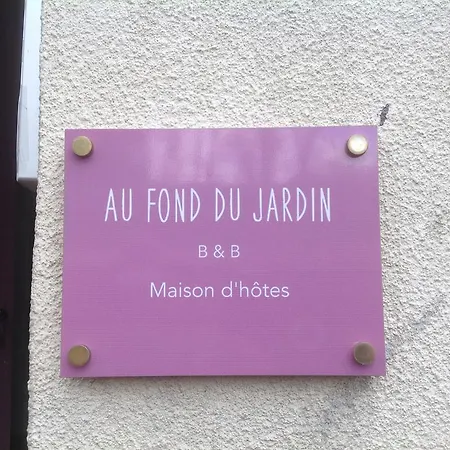 AU FOND DU JARDIN
B & B
Maison d'hôtes